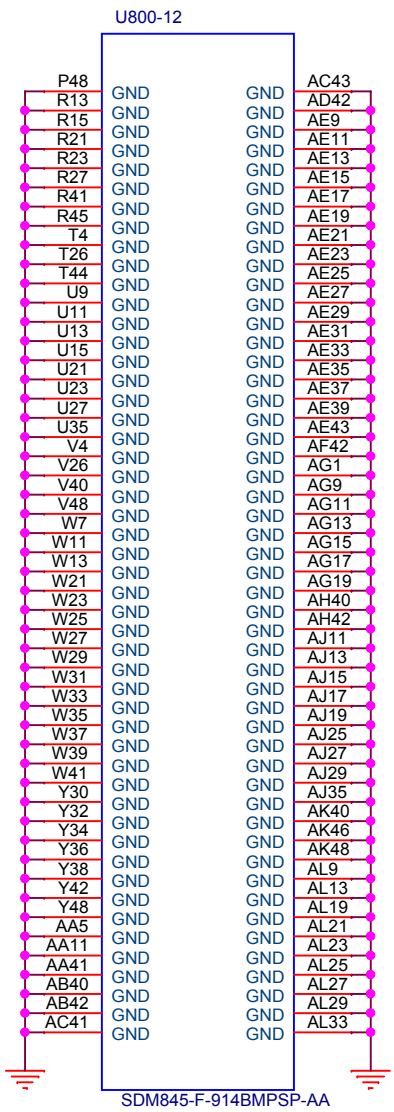 U800-12
P48 GND GND AC43
R13 GND GND AD42
R15 GND GND AE9
R21 GND GND AE11
R23 GND GND AE13
R27 GND GND AE15
R41 GND GND AE17
R45 GND GND AE19
T4 GND GND AE21
T26 GND GND AE23
T44 GND GND AE25
U9 GND GND AE27
U11 GND GND AE29
U13 GND GND AE31
U15 GND GND AE33
U21 GND GND AE35
U23 GND GND AE37
U27 GND GND AE39
U35 GND GND AE43
V4 GND GND AF42
V26 GND GND AG1
V40 GND GND AG9
V48 GND GND AG11
W7 GND GND AG13
W11 GND GND AG15
W13 GND GND AG17
W21 GND GND AG19
W23 GND GND AH40
W25 GND GND AH42
W27 GND GND AJ11
W29 GND GND AJ13
W31 GND GND AJ15
W33 GND GND AJ17
W35 GND GND AJ19
W37 GND GND AJ25
W39 GND GND AJ27
W41 GND GND AJ29
Y30 GND GND AJ35
Y32 GND GND AK40
Y34 GND GND AK46
Y36 GND GND AK48
Y38 GND GND AL9
Y42 GND GND AL13
Y48 GND GND AL19
AA5 GND GND AL21
AA11 GND GND AL23
AA41 GND GND AL25
AB40 GND GND AL27
AB42 GND GND AL29
AC41 GND GND AL33
SDM845-F-914BMPSP-AA